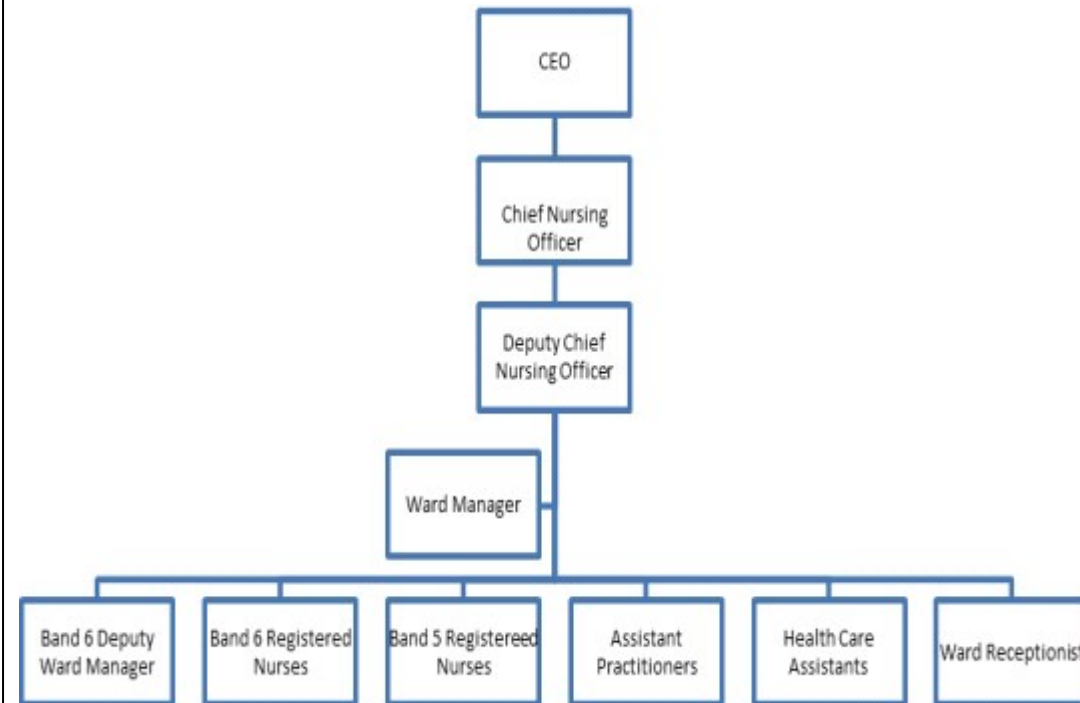 CEO
Chief Nursing
Officer
Deputy Chief
Nursing Officer
Ward Manager
Band 6 Deputy
Ward Manager
Band 6 Registered
Nurses
Band 5 Registereed
Nurses
Assistant
Practitioners
Health Care
Assistants
Ward Receptionist